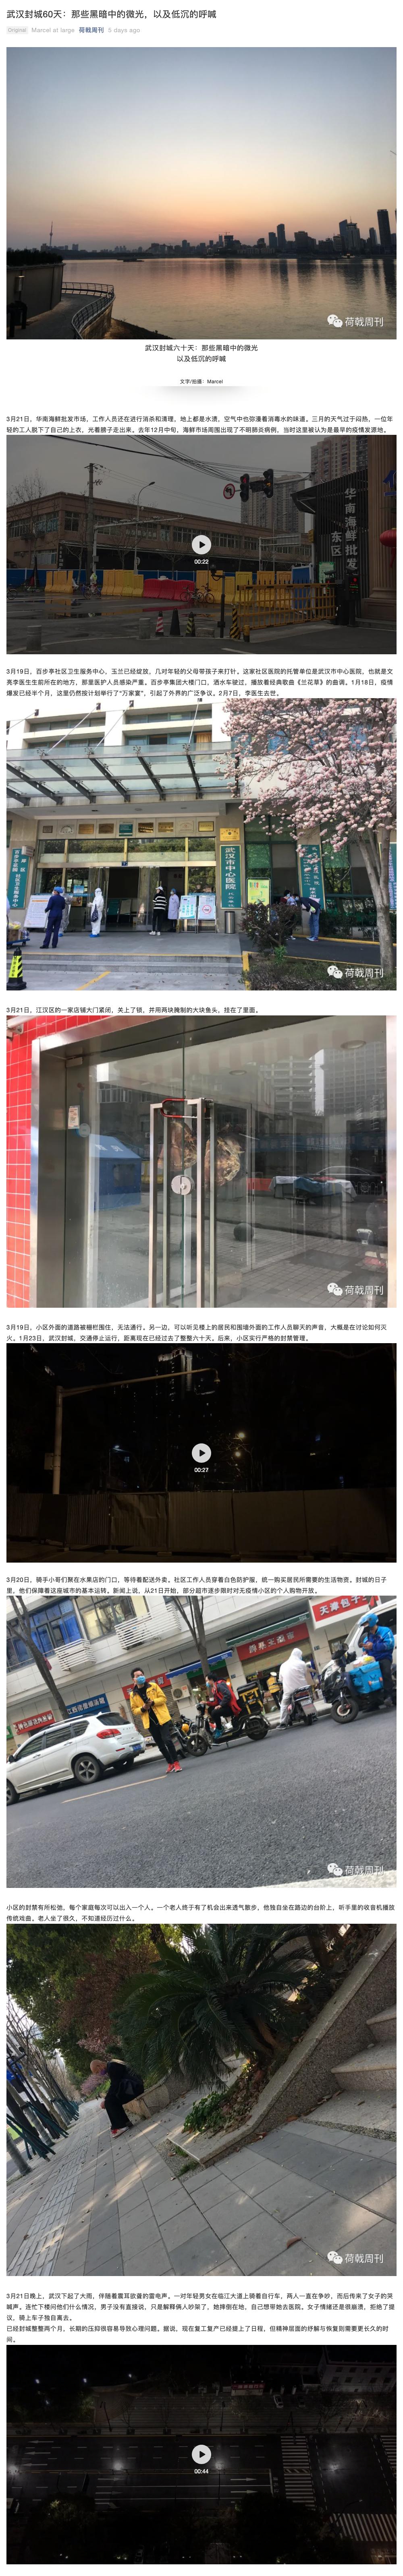 武汉封城60天：那些黑暗中的微光，以及低沉的呼喊
Original Marcel at large 荷戟周刊 5 days ago
荷戟周刊
武汉封城六十天：那些黑暗中的微光
以及低沉的呼喊
文字/拍摄：Marcel
3月21日，华南海鲜批发市场，工作人员还在进行消杀和清理，地上都是水渍，空气中也弥漫着消毒水的味道。三月的天气过于闷热，一位年
轻的工人脱下了自己的上衣，光着膀子走出来。去年12月中旬，海鲜市场周围出现了不明肺炎病例，当时这里被认为是最早的疫情发源地。
华南海鲜批发
东区
00:22
3月19日，百步亭社区卫生服务中心，玉兰已经绽放，几对年轻的父母带孩子来打针。这家社区医院的托管单位是武汉市中心医院，也就是文
亮李医生生前所在的地方，那里医护人员感染严重。百步亭集团大楼门口，洒水车驶过，播放着经典歌曲《兰花草》的曲调。1月18日，疫情
爆发已经半个月，这里仍然按计划举行了“万家宴”，引起了外界的广泛争议。2月7日，李医生去世。
武汉市中心医院
荷戟周刊
3月21日，江汉区的一家店铺大门紧闭，关上了锁，并用两块腌制的大块鱼头，挂在了里面。
荷戟周刊
3月19日，小区外面的道路被栅栏围住，无法通行。另一边，可以听见楼上的居民和围墙外面的工作人员聊天的声音，大概是在讨论如何灭
火。1月23日，武汉封城，交通停止运行，距离现在已经过去了整整六十天。后来，小区实行严格的封禁管理。
00:27
3月20日，骑手小哥们聚在水果店的门口，等待着配送外卖。社区工作人员穿着白色防护服，统一购买居民所需要的生活物资。封城的日子
里，他们保障着这座城市的基本运转。新闻上说，从21日开始，部分超市逐步限时对无疫情小区的个人购物开放。
天津包子
荷戟周刊
小区的封禁有所松弛，每个家庭每次可以出入一个人。一个老人终于有了机会出来透气散步，他独自坐在路边的台阶上，听手里的收音机播放
传统戏曲。老人坐了很久，不知道经历过什么。
荷戟周刊
3月21日晚上，武汉下起了大雨，伴随着震耳欲聋的雷电声。一对年轻男女在临江大道上骑着自行车，两人一直在争吵，而后传来了女子的哭
喊声。连忙下楼问他们什么情况，男子没有直接说，只是解释俩人吵架了，她摔倒在地，自己想带她去医院。女子情绪还是很崩溃，拒绝了提
议，骑上车子独自离去。
已经封城整整两个月，长期的压抑很容易导致心理问题。据说，现在复工复产已经提上了日程，但精神层面的纾解与恢复则需要更长久的时
间。
00:44